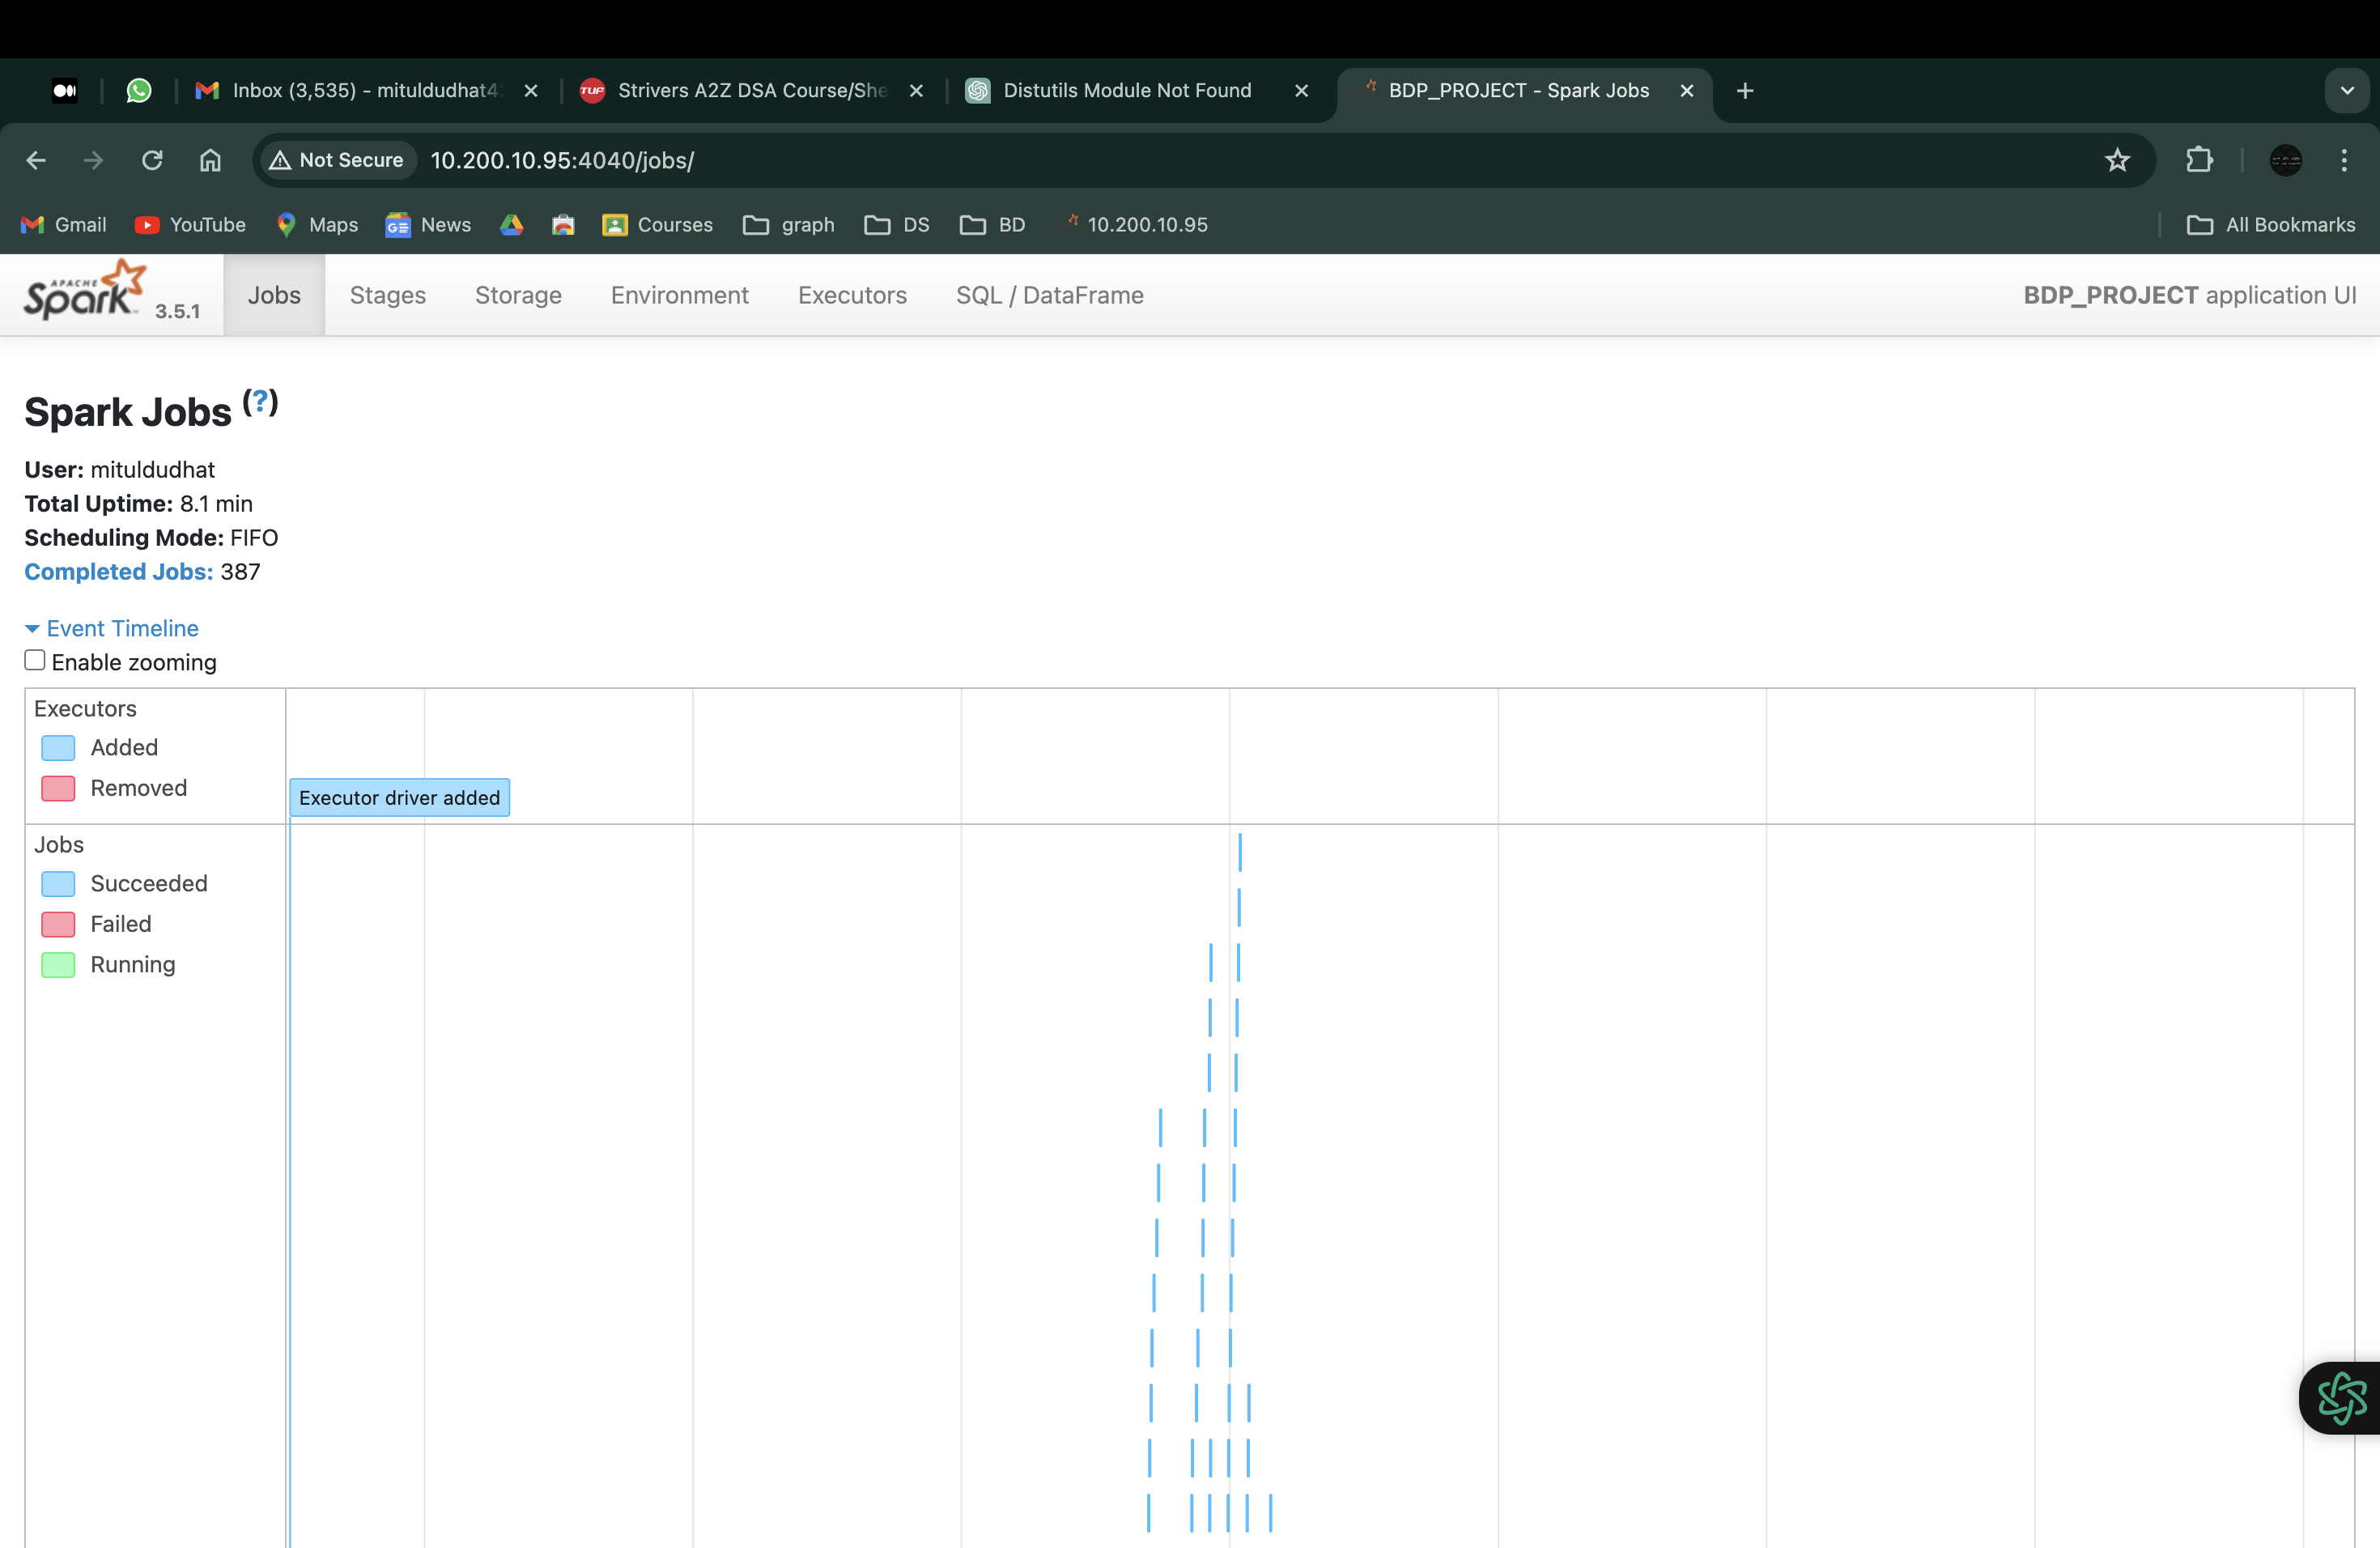 Inbox (3,535) - mituldudhat4
Strivers A2Z DSA Course/She
Distutils Module Not Found
BDP_PROJECT - Spark Jobs
Not Secure
10.200.10.95:4040/jobs/
Gmail
YouTube
Maps
News
Courses
graph
DS
BD
10.200.10.95
All Bookmarks
APACHE
Spark 3.5.1
Jobs
Stages
Storage
Environment
Executors
SQL / DataFrame
BDP_PROJECT application UI
Spark Jobs (?)
User: mituldudhat
Total Uptime: 8.1 min
Scheduling Mode: FIFO
Completed Jobs: 387
Event Timeline
Enable zooming
Executors
Added
Removed
Executor driver added
Jobs
Succeeded
Failed
Running